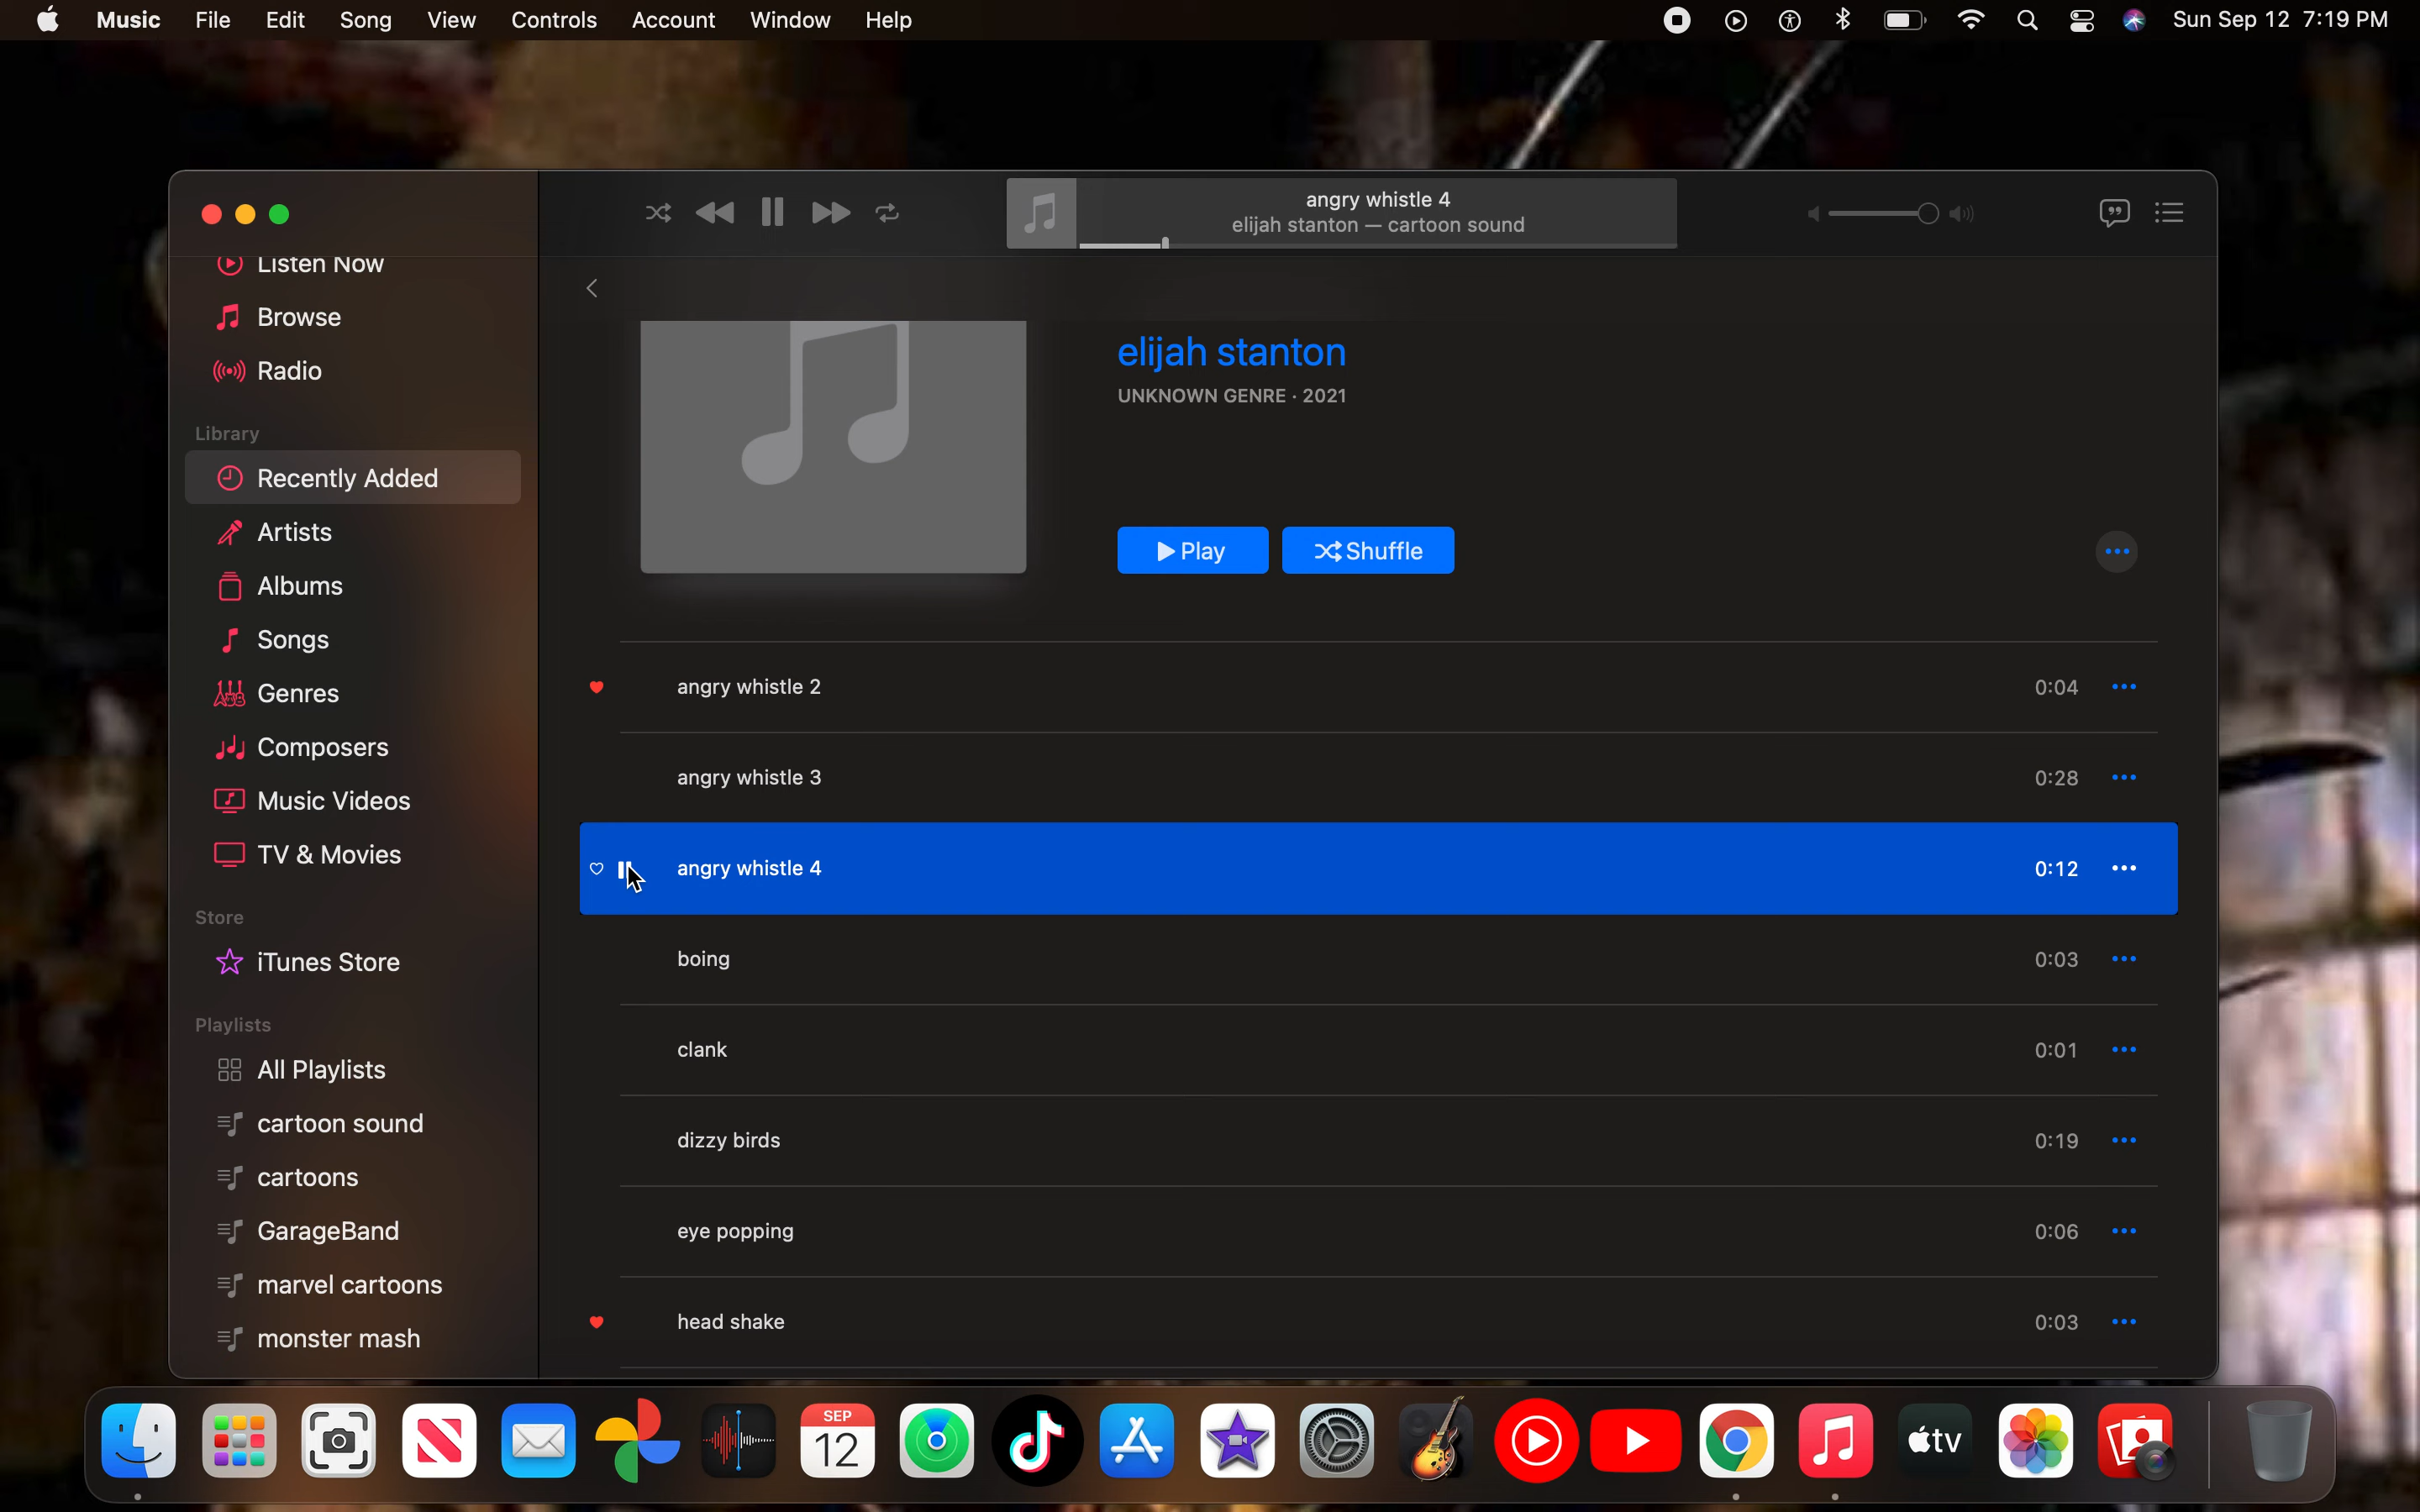 Music File Edit Song View Controls Account Window Help Sun Sep 12 7:19 PM
angry whistle 4
elijah stanton — cartoon sound
Listen Now
Browse
Radio
Library
Recently Added
Artists
Albums
Songs
Genres
Composers
Music Videos
TV & Movies
Store
iTunes Store
Playlists
All Playlists
cartoon sound
cartoons
GarageBand
marvel cartoons
monster mash
elijah stanton
UNKNOWN GENRE · 2021
Play Shuffle
angry whistle 2 0:04
angry whistle 3 0:28
angry whistle 4 0:12
boing 0:03
clank 0:01
dizzy birds 0:19
eye popping 0:06
head shake 0:03
SEP
12
tv